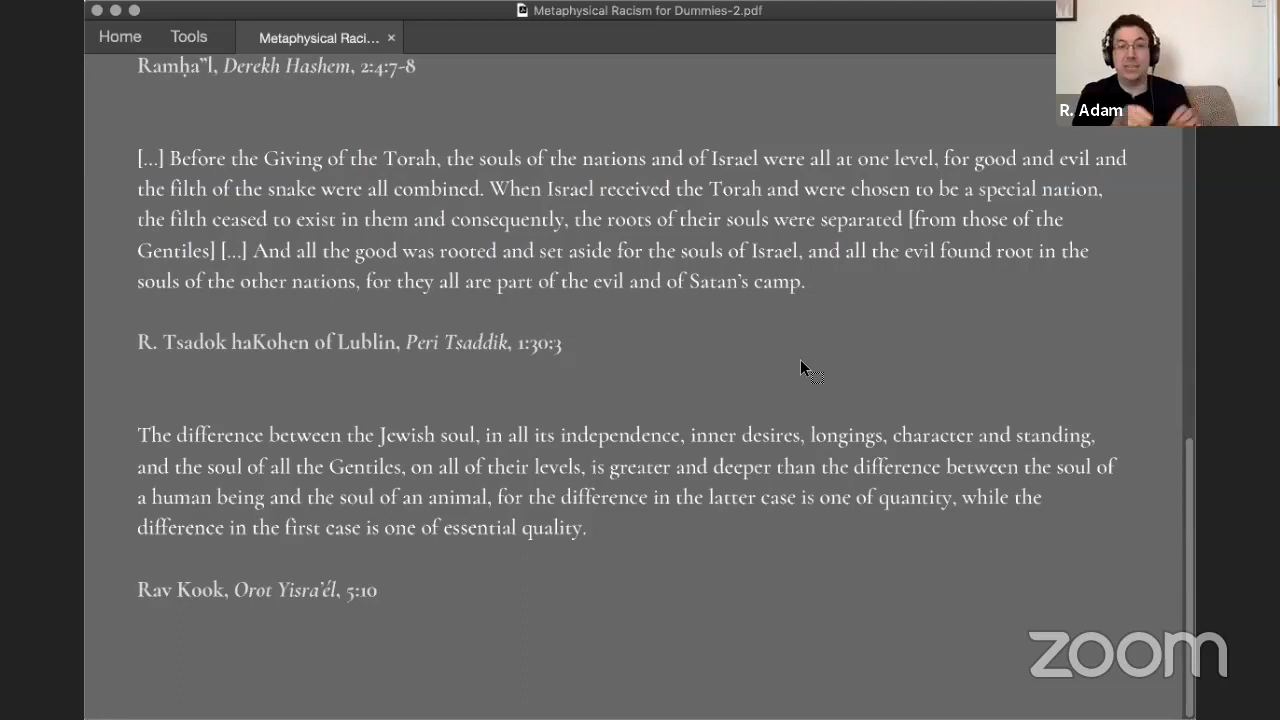 Metaphysical Racism for Dummies-2.pdf
Home Tools Metaphysical Raci... ×
Ramḥa”l, Derekh Hashem, 2:4:7-8
R. Adam
[...] Before the Giving of the Torah, the souls of the nations and of Israel were all at one level, for good and evil and
the filth of the snake were all combined. When Israel received the Torah and were chosen to be a special nation,
the filth ceased to exist in them and consequently, the roots of their souls were separated [from those of the
Gentiles] [...] And all the good was rooted and set aside for the souls of Israel, and all the evil found root in the
souls of the other nations, for they all are part of the evil and of Satan’s camp.
R. Tsadok haKohen of Lublin, Peri Tsaddik, 1:30:3
The difference between the Jewish soul, in all its independence, inner desires, longings, character and standing,
and the soul of all the Gentiles, on all of their levels, is greater and deeper than the difference between the soul of
a human being and the soul of an animal, for the difference in the latter case is one of quantity, while the
difference in the first case is one of essential quality.
Rav Kook, Orot Yisra’él, 5:10
zoom